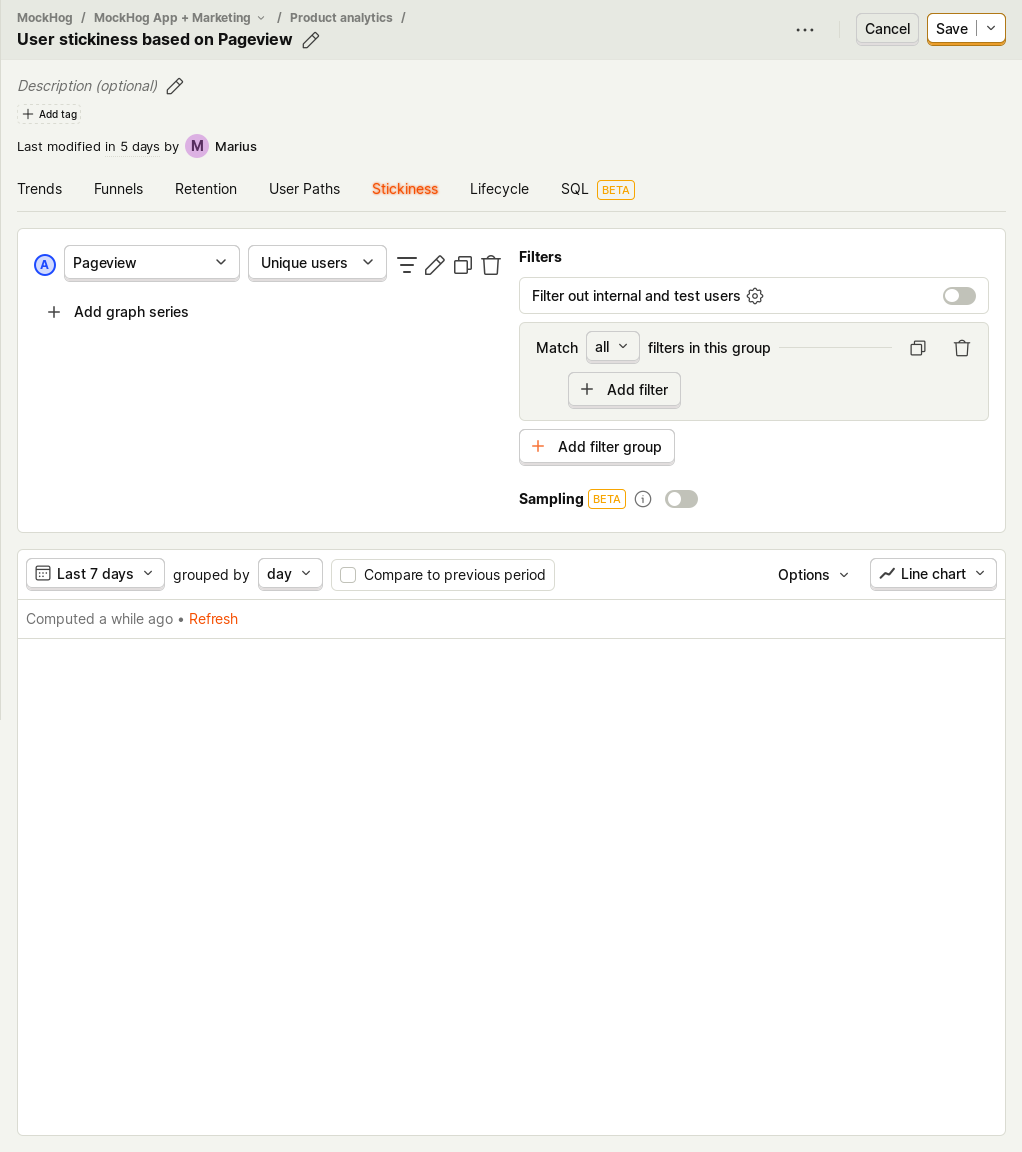 MockHog / MockHog App + Marketing / Product analytics /
User stickiness based on Pageview
Cancel
Save
Description (optional)
Add tag
Last modified in 5 days by M Marius
Trends
Funnels
Retention
User Paths
Stickiness
Lifecycle
SQL BETA
A Pageview
Unique users
Add graph series
Filters
Filter out internal and test users
Match all filters in this group
Add filter
Add filter group
Sampling BETA
Last 7 days grouped by day
Compare to previous period
Options
Line chart
Computed a while ago • Refresh